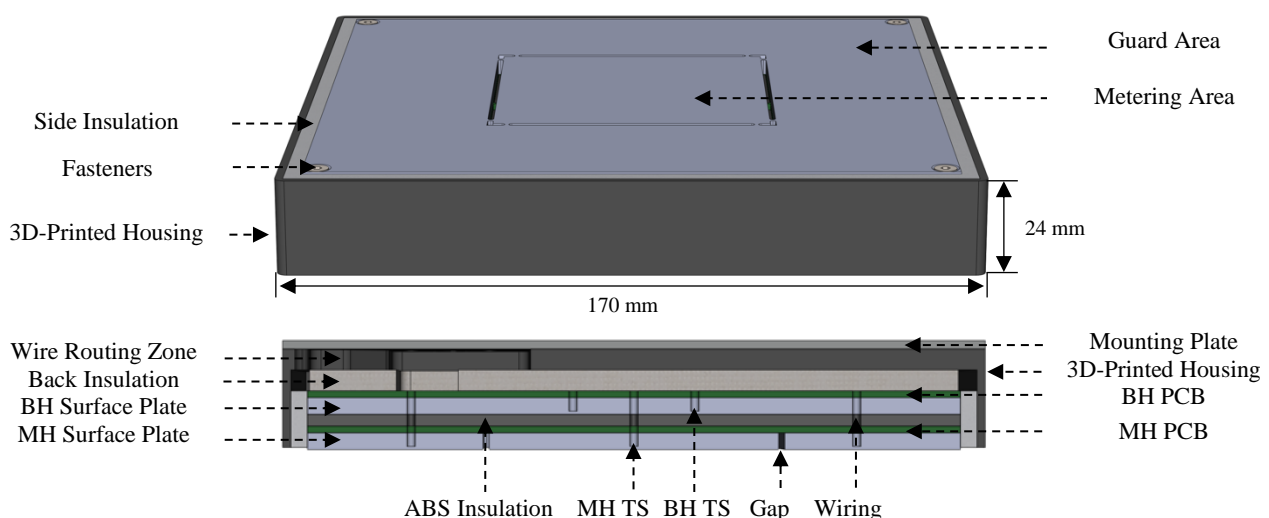 Guard Area
Metering Area
Side Insulation
Fasteners
3D-Printed Housing
24 mm
170 mm
Wire Routing Zone
Back Insulation
BH Surface Plate
MH Surface Plate
Mounting Plate
3D-Printed Housing
BH PCB
MH PCB
ABS Insulation MH TS BH TS Gap Wiring